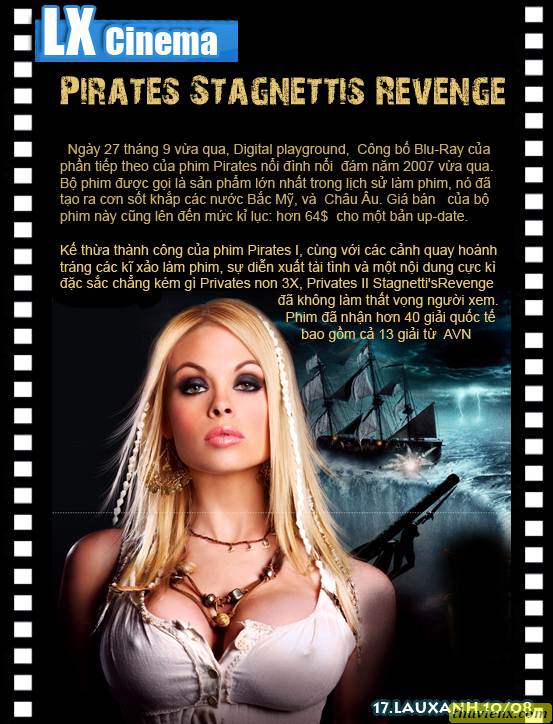 LX Cinema
PIRATES STAGNETTIS REVENGE
Ngày 27 tháng 9 vừa qua, Digital playground, Công bố Blu-Ray của
phần tiếp theo của phim Pirates nổi đình nổi đám năm 2007 vừa qua.
Bộ phim được gọi là sản phẩm lớn nhất trong lịch sử làm phim, nó đã
tạo ra cơn sốt khắp các nước Bắc Mỹ, và Châu Âu. Giá bán của bộ
phim này cũng lên đến mức kỉ lục: hơn 64$ cho một bản up-date.
Kế thừa thành công của phim Pirates I, cùng với các cảnh quay hoành
tráng các kĩ xảo làm phim, sự diễn xuất tài tình và một nội dung cực kì
đặc sắc chẳng kém gì Privates non 3X, Privates II Stagnetti'sRevenge
đã không làm thất vọng người xem.
Phim đã nhận hơn 40 giải quốc tế
bao gồm cả 13 giải từ AVN
17.LAUXANH.10/08
thuvienx.com